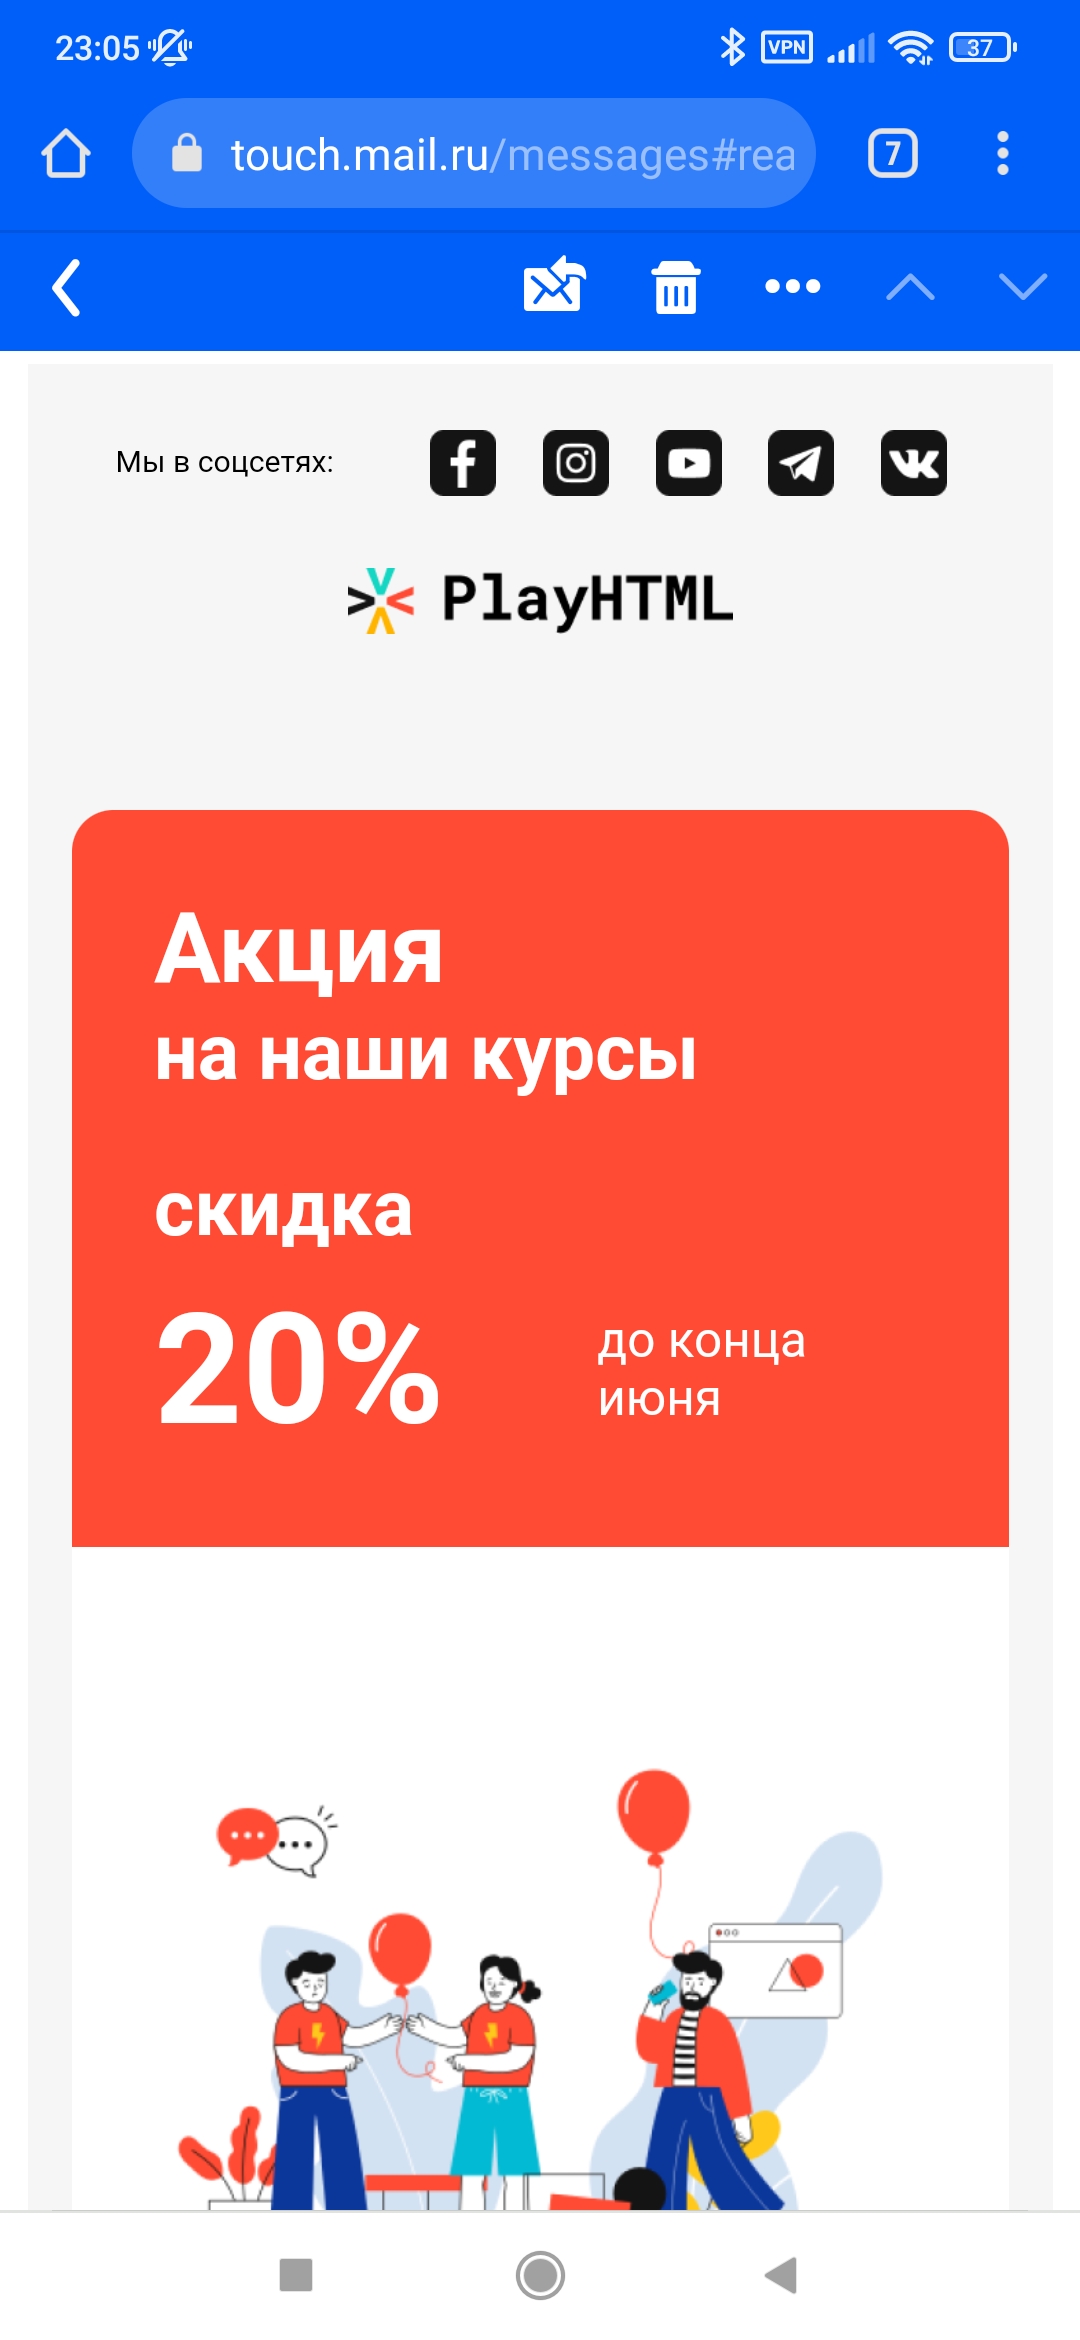 23:05
VPN
37
touch.mail.ru/messages#rea
7
Мы в соцсетях:
PlayHTML
Акция
на наши курсы
скидка
20%
до конца
июня